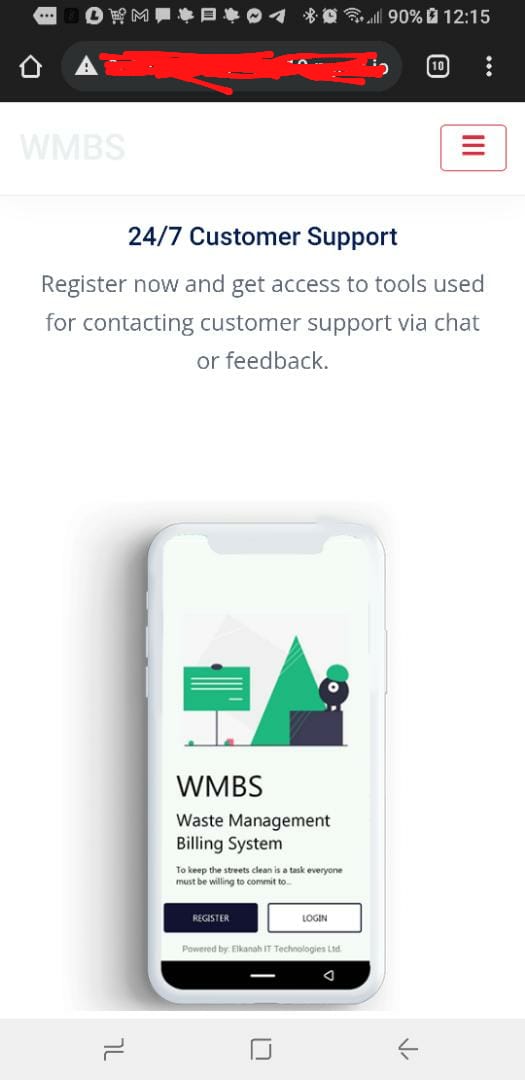 90% 12:15
10
WMBS
24/7 Customer Support
Register now and get access to tools used
for contacting customer support via chat
or feedback.
WMBS
Waste Management
Billing System
To keep the streets clean is a task everyone
must be willing to commit to...
REGISTER LOGIN
Powered by: Elkanah IT Technologies Ltd.